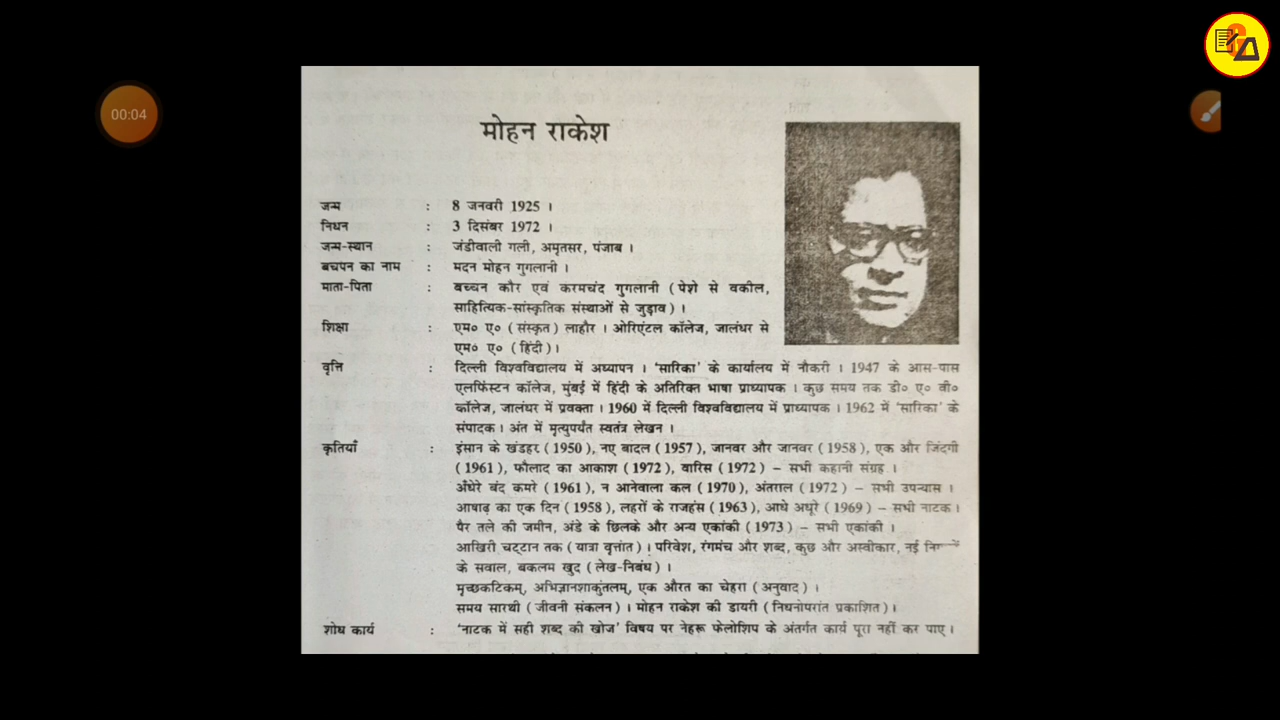 00:04
मोहन राकेश
जन्म : 8 जनवरी 1925 ।
निधन : 3 दिसंबर 1972 ।
जन्म-स्थान : जंडीवाली गली, अमृतसर, पंजाब ।
बचपन का नाम : मदन मोहन गुगलानी ।
माता-पिता : बच्चन कौर एवं करमचंद गुगलानी (पेशे से वकील,
साहित्यिक-सांस्कृतिक संस्थाओं से जुड़ाव) ।
शिक्षा : एम० ए० (संस्कृत) लाहौर । ओरिएंटल कॉलेज, जालंधर से
एम० ए० (हिंदी)।
वृत्ति : दिल्ली विश्वविद्यालय में अध्यापन । 'सारिका' के कार्यालय में नौकरी । 1947 के आस-पास
एलफिंस्टन कॉलेज, मुंबई में हिंदी के अतिरिक्त भाषा प्राध्यापक । कुछ समय तक डी० ए० वी०
कॉलेज, जालंधर में प्रवक्ता । 1960 में दिल्ली विश्वविद्यालय में प्राध्यापक । 1962 में 'सारिका' के
संपादक । अंत में मृत्युपर्यंत स्वतंत्र लेखन ।
कृतियाँ : इंसान के खंडहर (1950), नए बादल (1957), जानवर और जानवर (1958), एक और जिंदगी
(1961), फौलाद का आकाश (1972), वारिस (1972) – सभी कहानी संग्रह ।
अँधेरे बंद कमरे (1961), न आनेवाला कल (1970), अंतराल (1972) – सभी उपन्यास ।
आषाढ़ का एक दिन (1958), लहरों के राजहंस (1963), आधे अधूरे (1969) – सभी नाटक ।
पैर तले की जमीन, अंडे के छिलके और अन्य एकांकी (1973) – सभी एकांकी ।
आखिरी चट्टान तक (यात्रा वृत्तांत) । परिवेश, रंगमंच और शब्द, कुछ और अस्वीकार, नई
के सवाल, बकलम खुद (लेख-निबंध) ।
मृच्छकटिकम्, अभिज्ञानशाकुंतलम्, एक औरत का चेहरा (अनुवाद) ।
समय सारथी (जीवनी संकलन) । मोहन राकेश की डायरी (निधनोपरांत प्रकाशित)।
शोध कार्य : 'नाटक में सही शब्द की खोज' विषय पर नेहरू फेलोशिप के अंतर्गत कार्य पूरा नहीं कर पाए ।